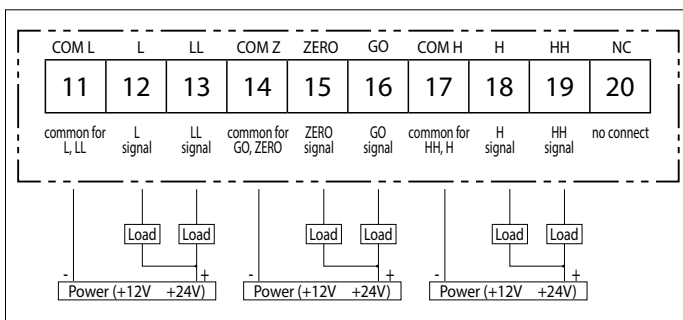 COM L L LL COM Z ZERO GO COM H H HH NC
11 12 13 14 15 16 17 18 19 20
common for L, LL
L signal
LL signal
common for GO, ZERO
ZERO signal
GO signal
common for HH, H
H signal
HH signal
no connect
Load Load Load Load Load Load
- + - + - +
Power (+12V +24V) Power (+12V +24V) Power (+12V +24V)